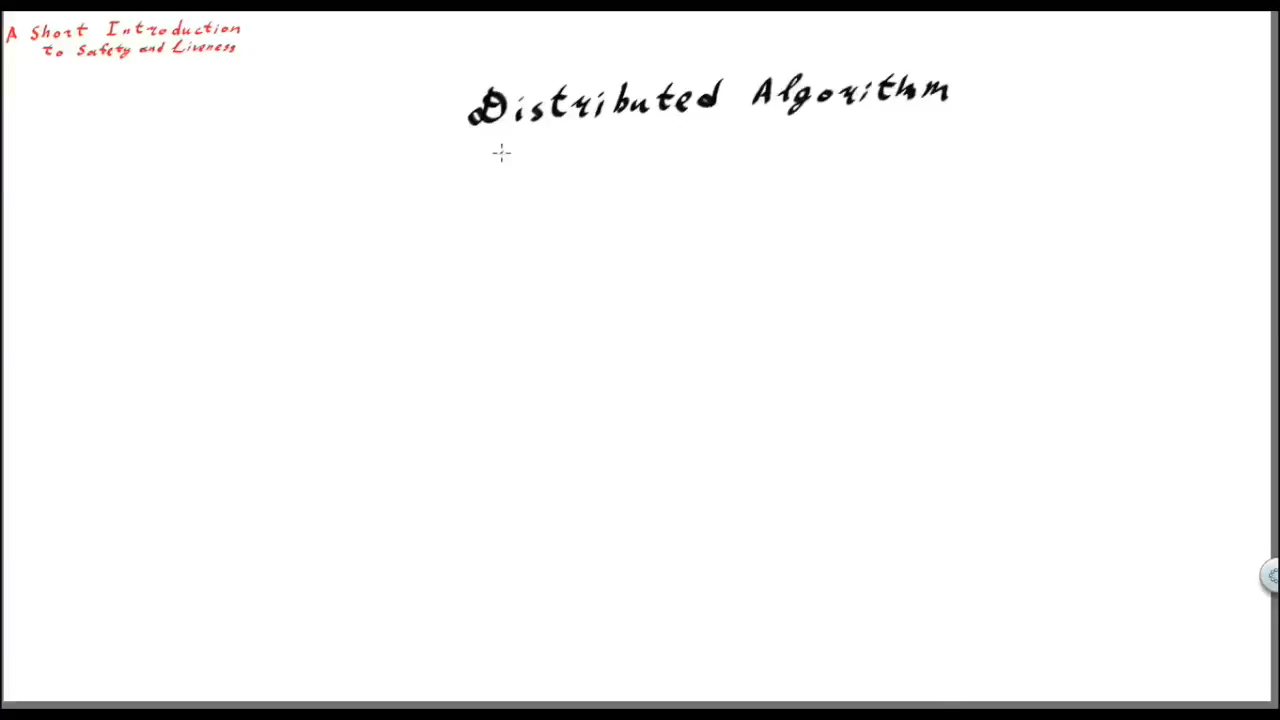 A Short Introduction
to Safety and Liveness
Distributed Algorithm